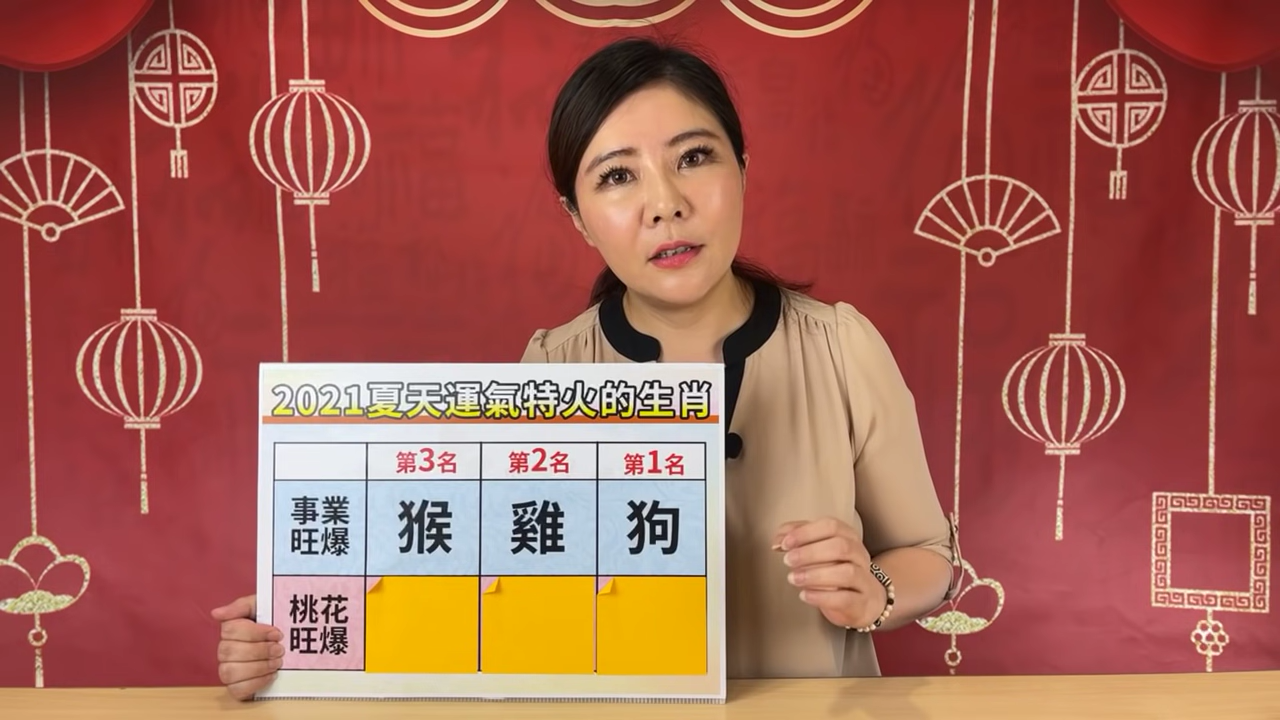 2021夏天運氣特火的生肖
第3名 第2名 第1名
事業
旺爆
猴 雞 狗
桃花
旺爆